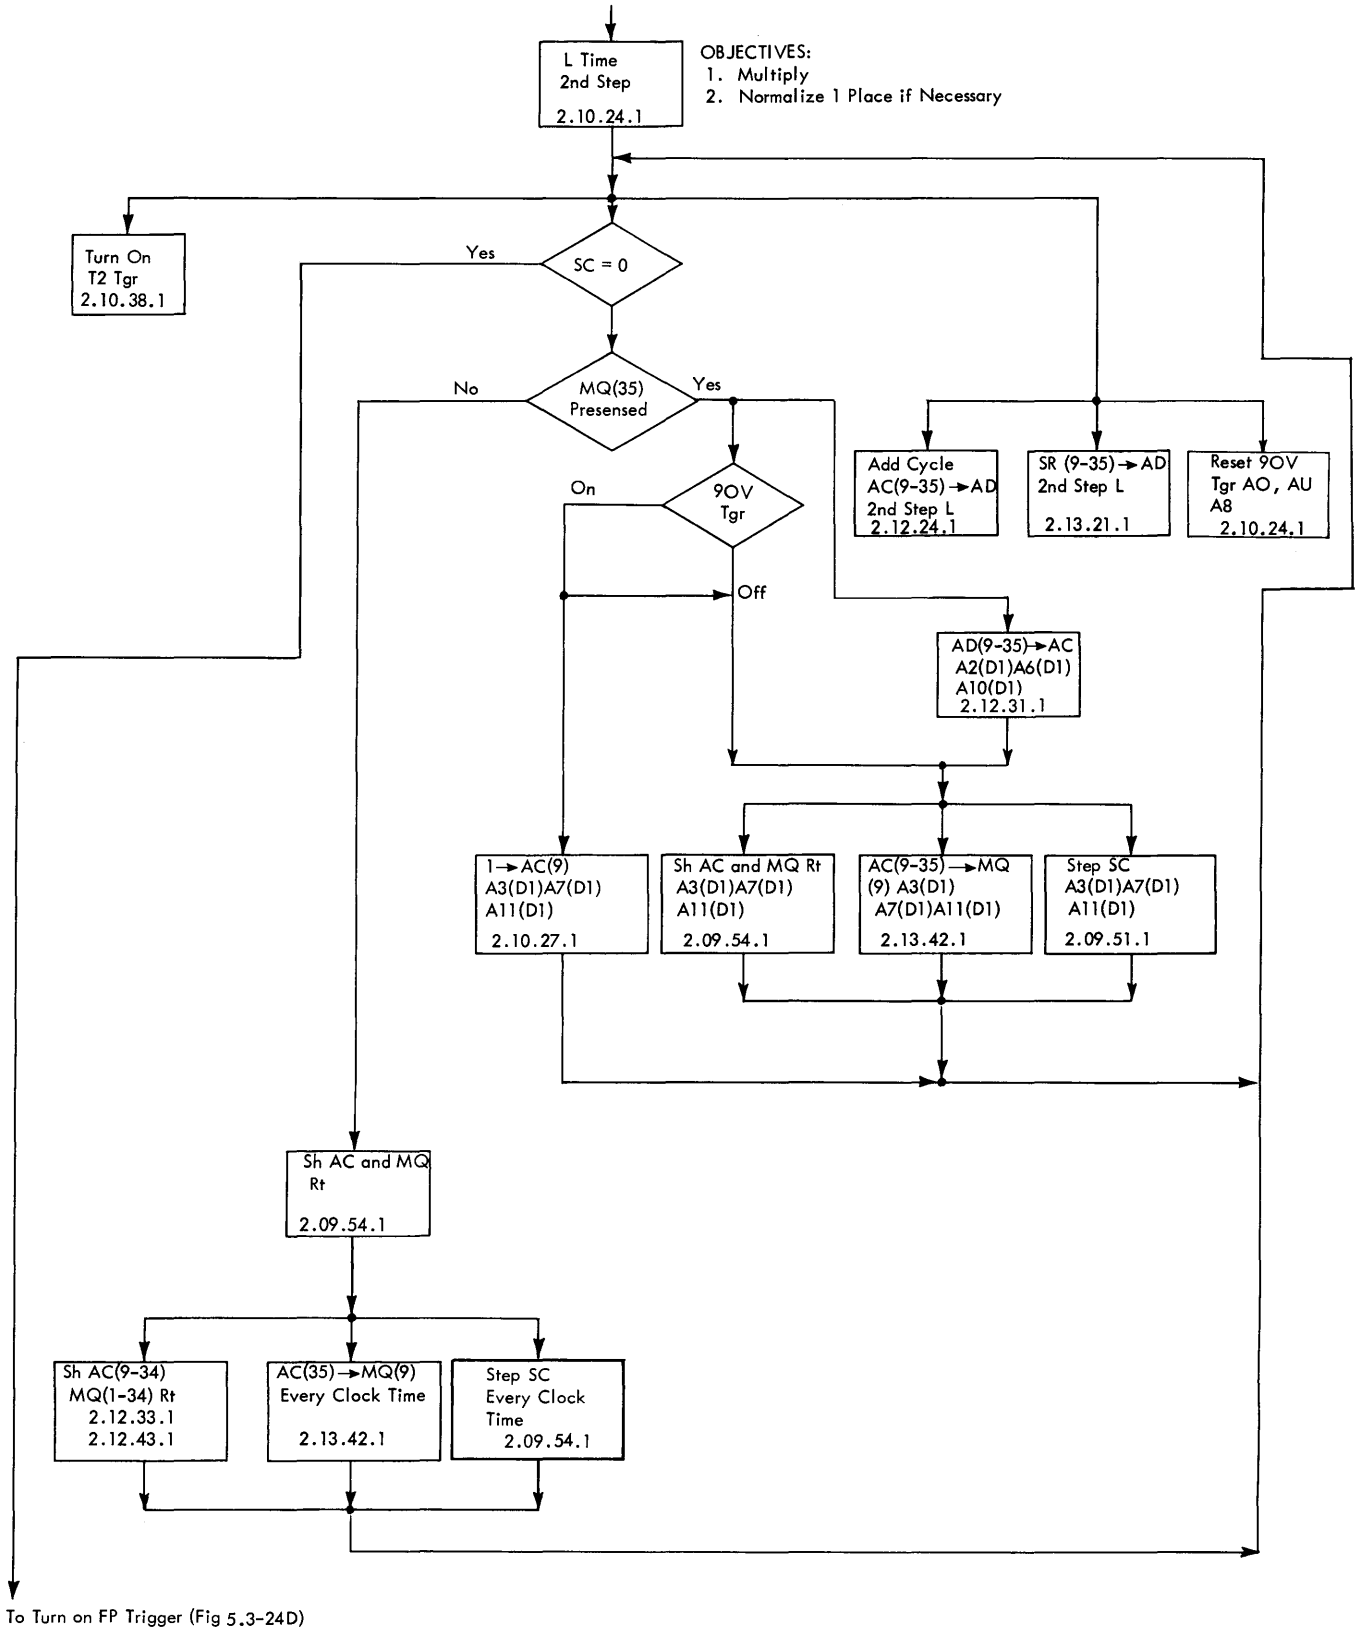 L Time
2nd Step
2.10.24.1
OBJECTIVES:
1. Multiply
2. Normalize 1 Place if Necessary
Turn On
T2 Tgr
2.10.38.1
Yes
SC = 0
No
MQ(35)
Presensed
Yes
On
9OV
Tgr
Off
Add Cycle
AC(9-35)→AD
2nd Step L
2.12.24.1
SR (9-35)→AD
2nd Step L
2.13.21.1
Reset 9OV
Tgr AO, AU
A8
2.10.24.1
AD(9-35)→AC
A2(D1)A6(D1)
A10(D1)
2.12.31.1
1→AC(9)
A3(D1)A7(D1)
A11(D1)
2.10.27.1
Sh AC and MQ Rt
A3(D1)A7(D1)
A11(D1)
2.09.54.1
AC(9-35)→MQ
(9) A3(D1)
A7(D1)A11(D1)
2.13.42.1
Step SC
A3(D1)A7(D1)
A11(D1)
2.09.51.1
Sh AC and MQ
Rt
2.09.54.1
Sh AC(9-34)
MQ(1-34) Rt
2.12.33.1
2.12.43.1
AC(35)→MQ(9)
Every Clock Time
2.13.42.1
Step SC
Every Clock
Time
2.09.54.1
To Turn on FP Trigger (Fig 5.3-24D)